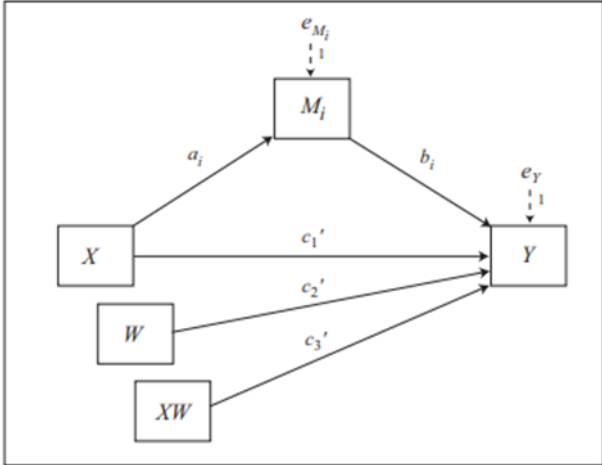 e_{M_i}
1
M_i
a_i
b_i
e_Y
1
X
c_1'
Y
c_2'
W
c_3'
XW